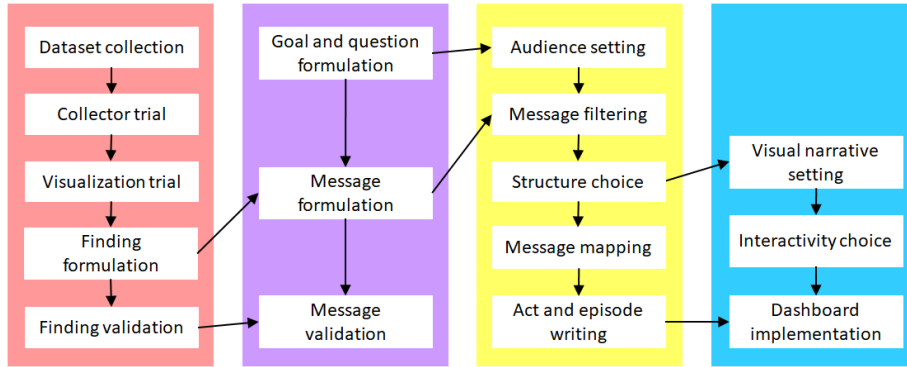 Dataset collection
Collector trial
Visualization trial
Finding
formulation
Finding validation
Goal and question
formulation
Message
formulation
Message
validation
Audience setting
Message filtering
Structure choice
Message mapping
Act and episode
writing
Visual narrative
setting
Interactivity choice
Dashboard
implementation